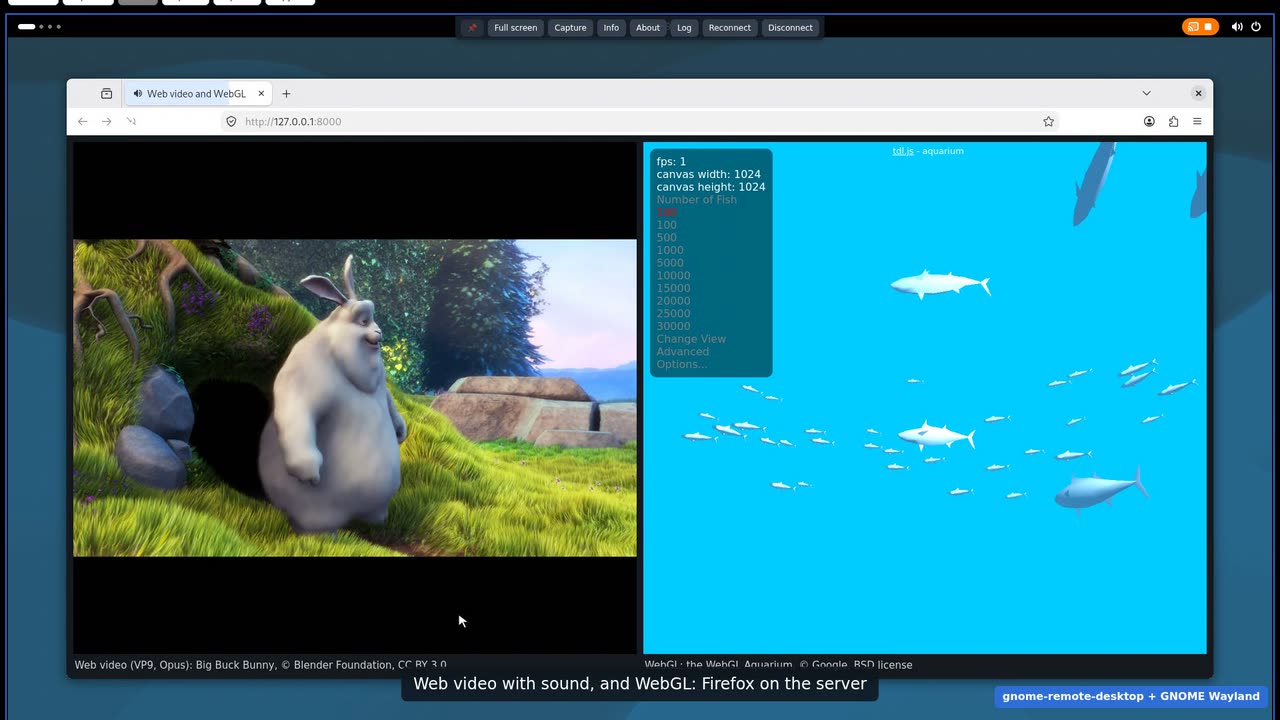 Full screen
Capture
Info
About
Log
Reconnect
Disconnect
Web video and WebGL
http://127.0.0.1:8000
tdl.js - aquarium
fps: 1
canvas width: 1024
canvas height: 1024
Number of Fish
100
500
1000
5000
10000
15000
20000
25000
30000
Change View
Advanced
Options...
Web video (VP9, Opus): Big Buck Bunny, © Blender Foundation, CC BY 3.0
WebGL: the WebGL Aquarium, © Google, BSD license
Web video with sound, and WebGL: Firefox on the server
gnome-remote-desktop + GNOME Wayland